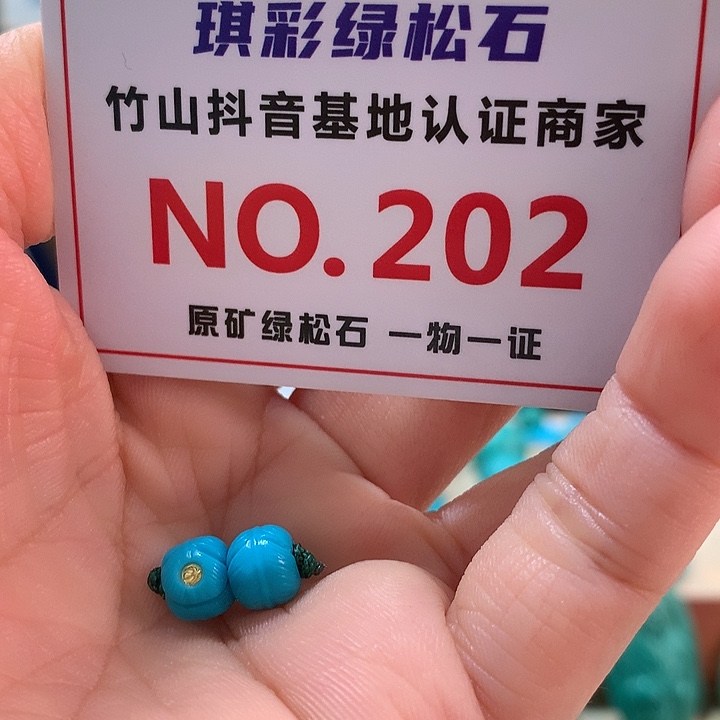 琪彩绿松石
竹山抖音基地认证商家
NO.202
原矿绿松石 一物一证